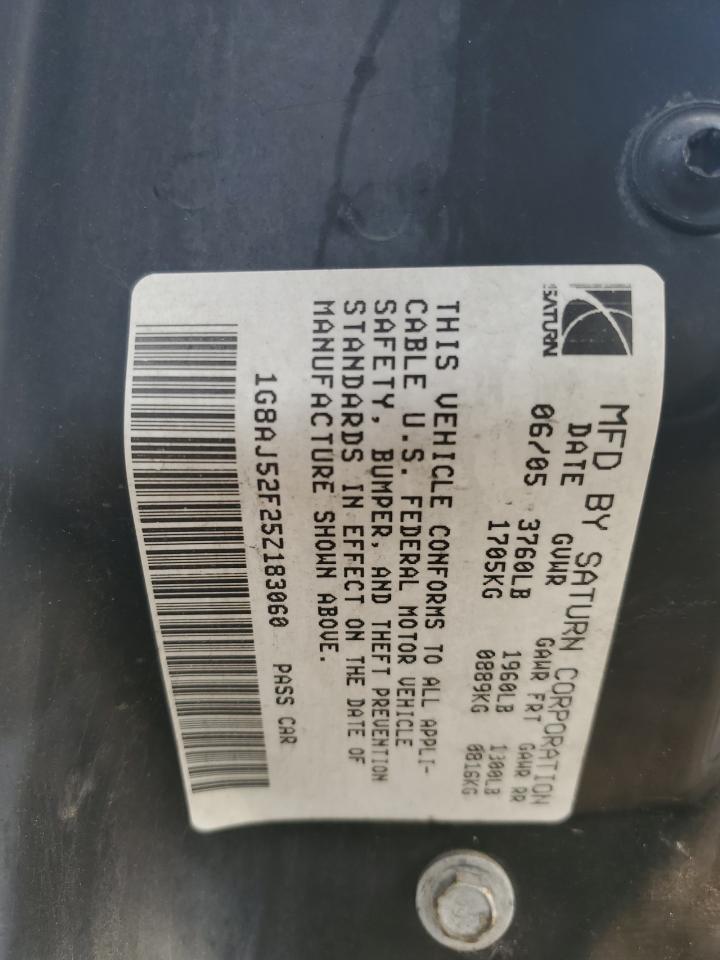 SATURN
MFD BY SATURN CORPORATION
DATE GVWR GAWR FRT GAWR RR
06/05 3760LB 1960LB 1800LB
1705KG 0889KG 0816KG
THIS VEHICLE CONFORMS TO ALL APPLI-
CABLE U.S. FEDERAL MOTOR VEHICLE
SAFETY, BUMPER, AND THEFT PREVENTION
STANDARDS IN EFFECT ON THE DATE OF
MANUFACTURE SHOWN ABOVE.
1G8AJ52F25Z183060 PASS CAR